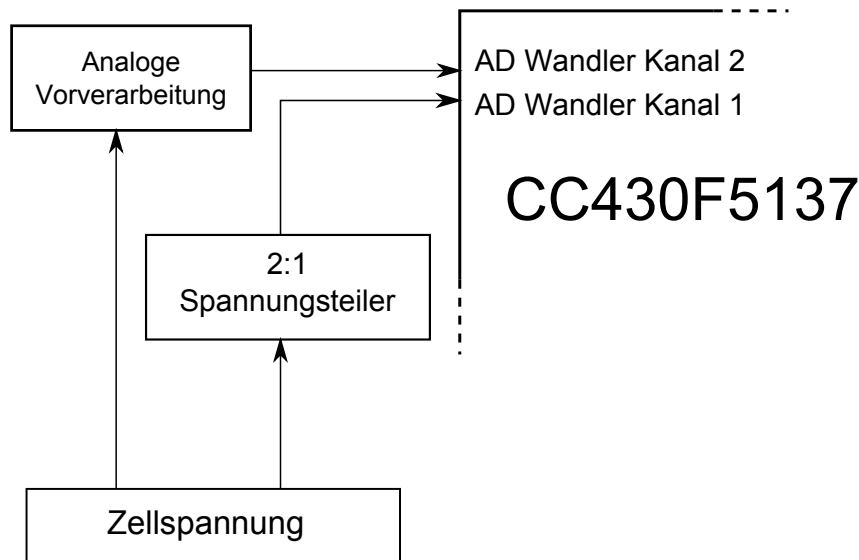 Analoge
Vorverarbeitung
AD Wandler Kanal 2
AD Wandler Kanal 1
CC430F5137
2:1
Spannungsteiler
Zellspannung